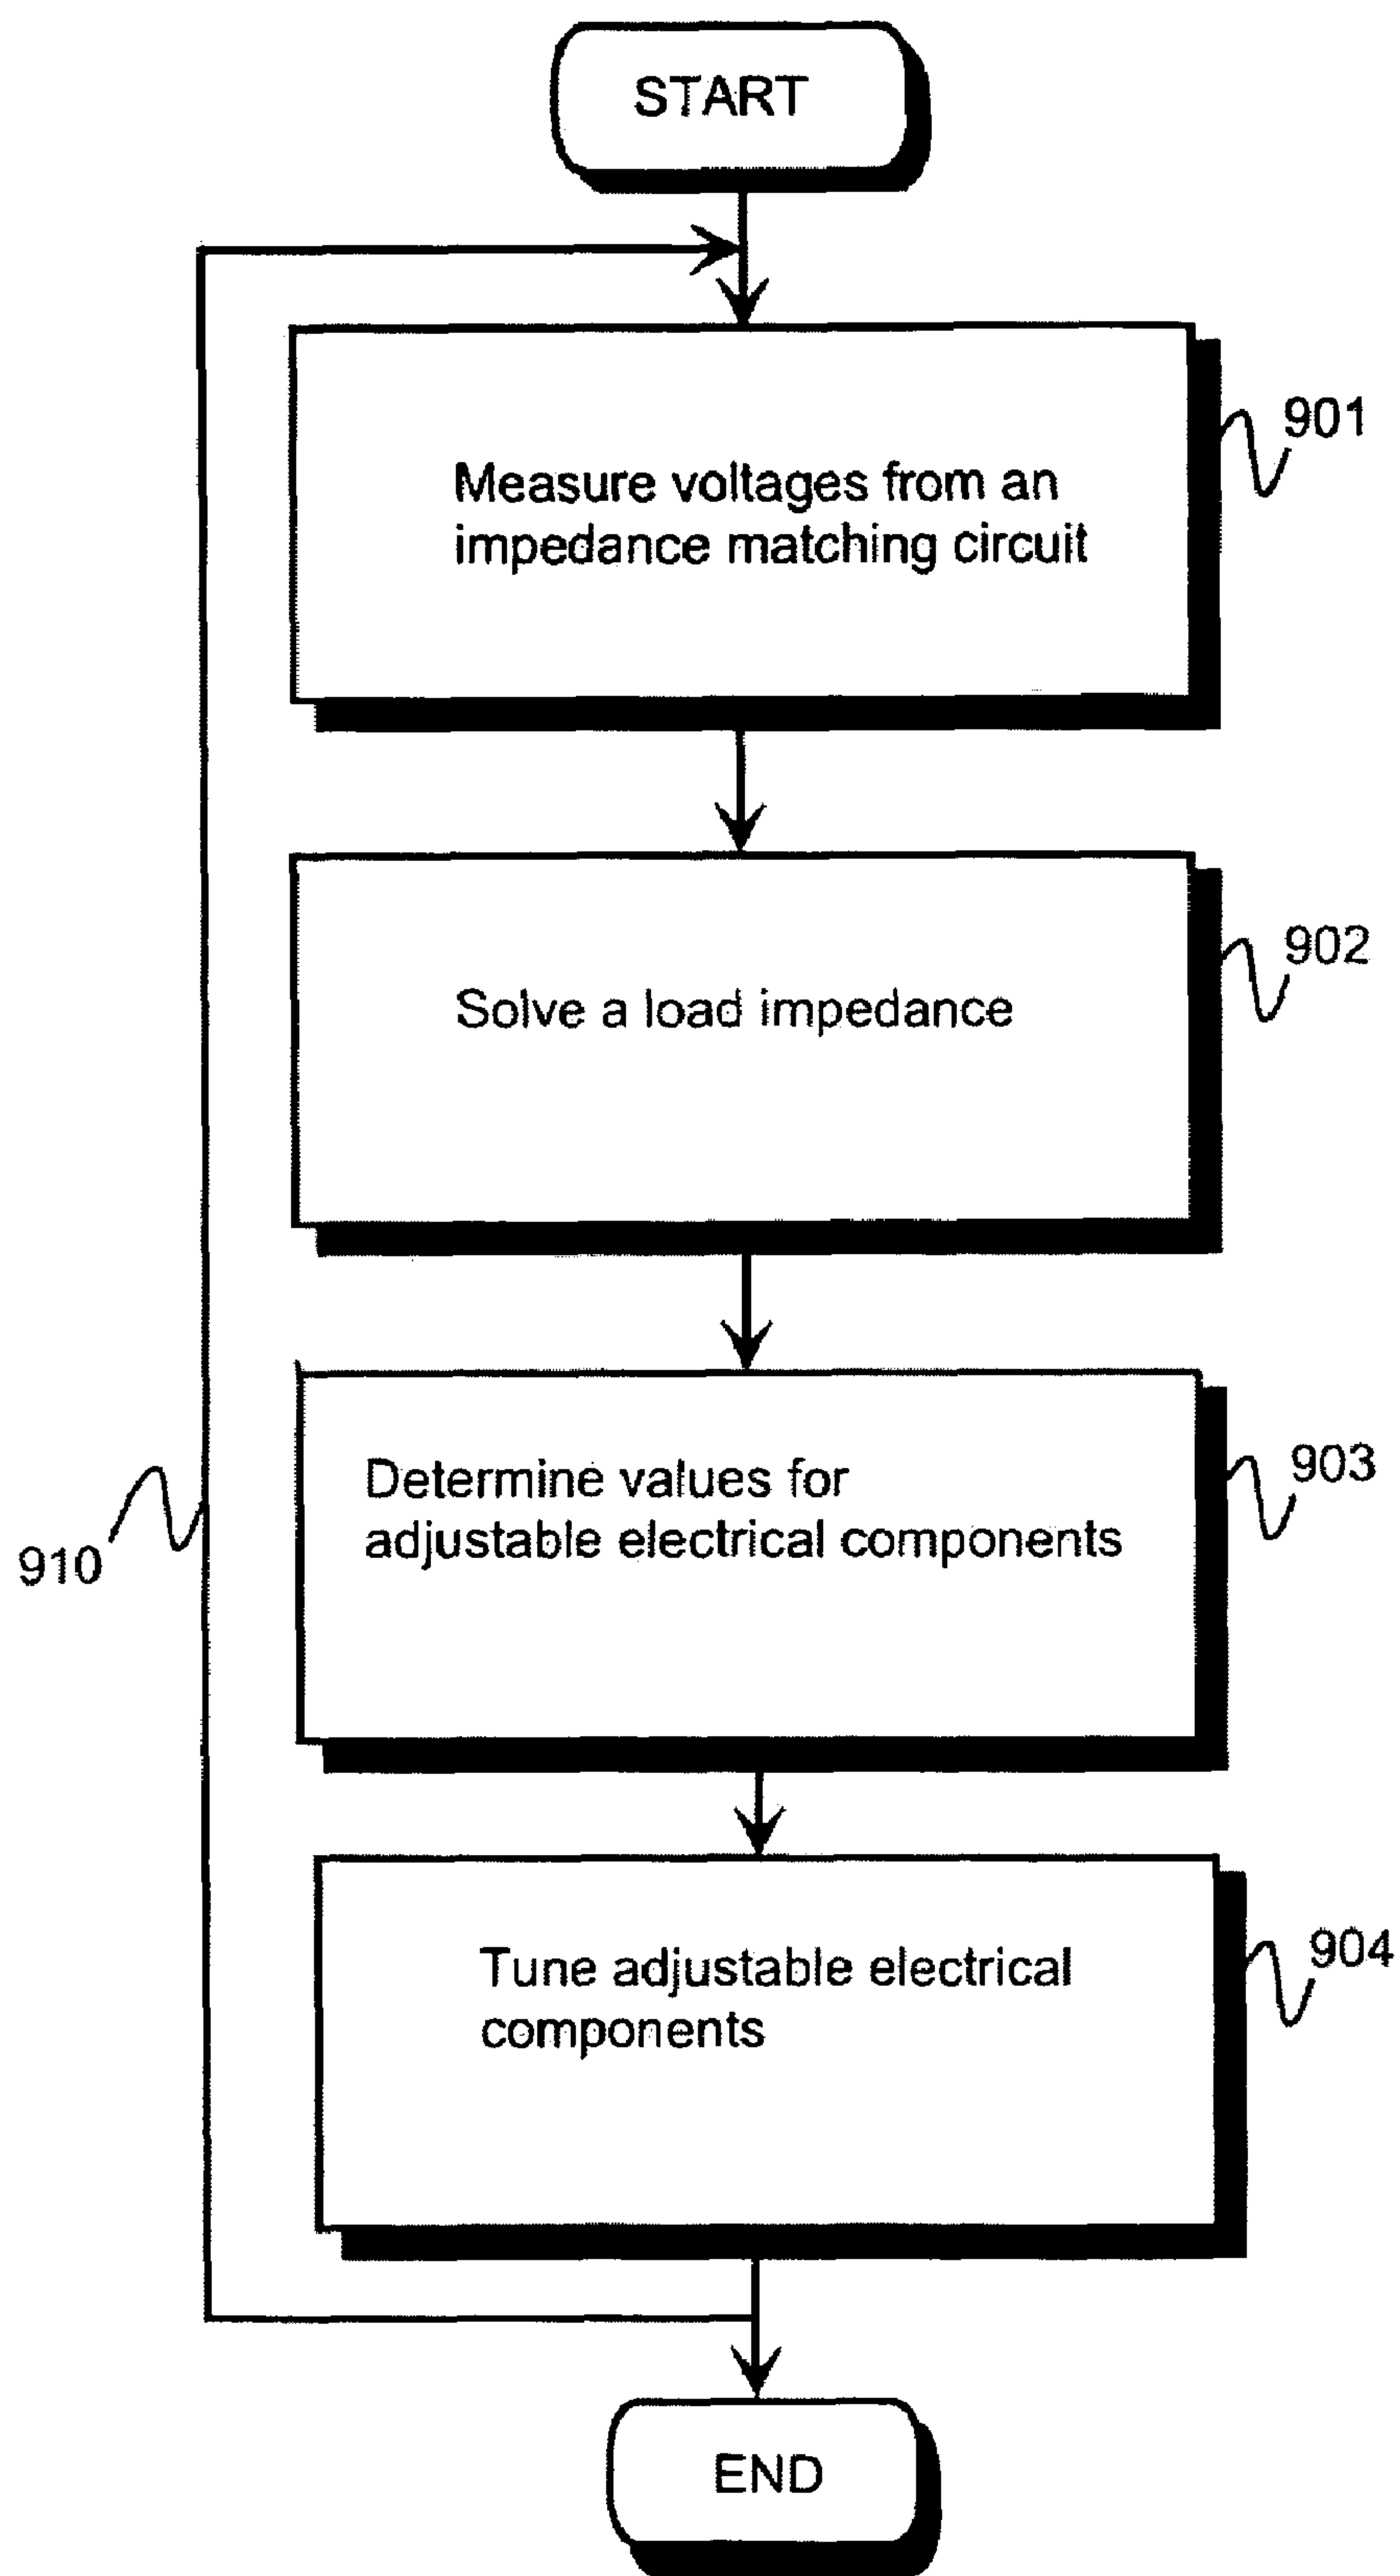 START
Measure voltages from an
impedance matching circuit
901
Solve a load impedance
902
Determine values for
adjustable electrical components
903
910
Tune adjustable electrical
components
904
END